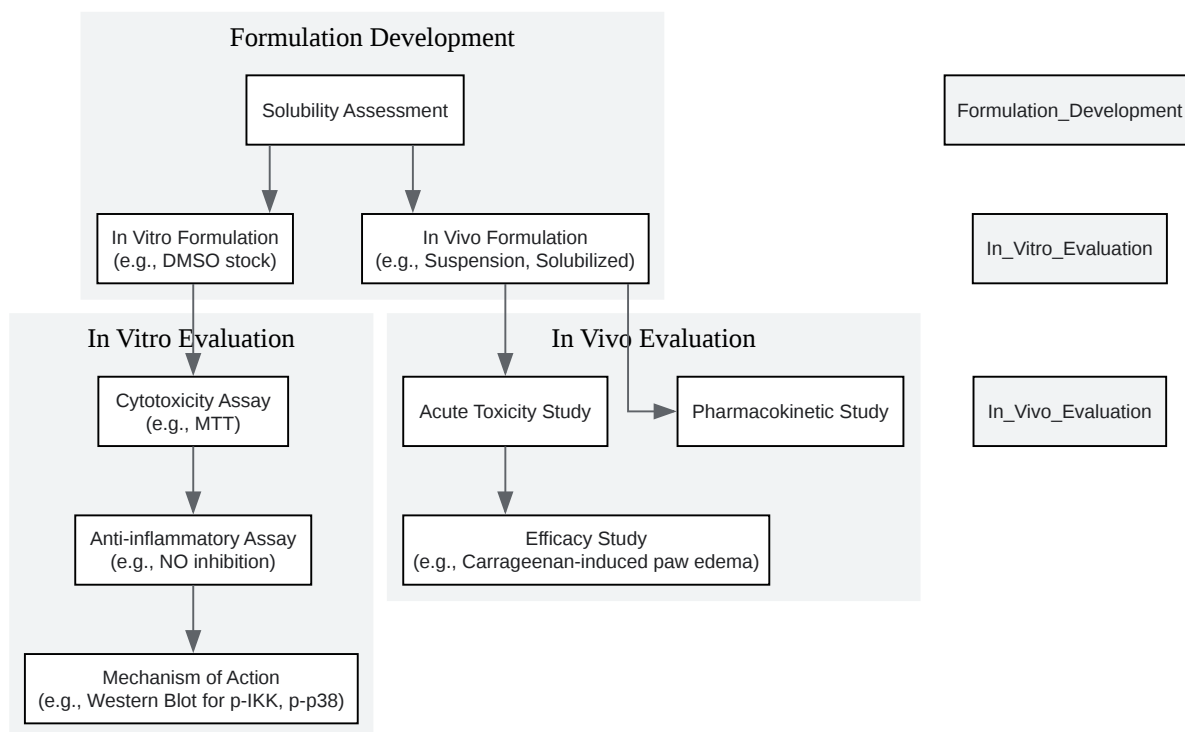 Formulation Development
Solubility Assessment
Formulation_Development
In Vitro Formulation
(e.g., DMSO stock)
In Vivo Formulation
(e.g., Suspension, Solubilized)
In_Vitro_Evaluation
In Vitro Evaluation
In Vivo Evaluation
Cytotoxicity Assay
(e.g., MTT)
Acute Toxicity Study
Pharmacokinetic Study
In_Vivo_Evaluation
Anti-inflammatory Assay
(e.g., NO inhibition)
Efficacy Study
(e.g., Carrageenan-induced paw edema)
Mechanism of Action
(e.g., Western Blot for p-IKK, p-p38)